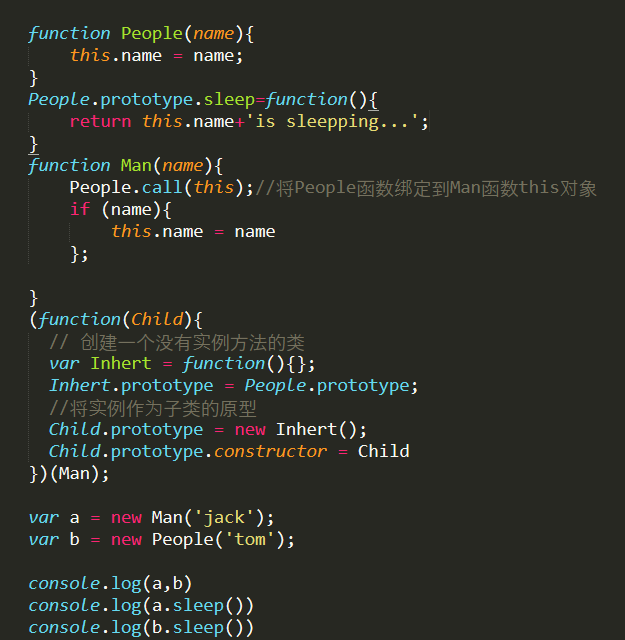 function People(name){
    this.name = name;
}
People.prototype.sleep=function(){
    return this.name+'is sleepping...';
}
function Man(name){
    People.call(this);//将People函数绑定到Man函数this对象
    if (name){
        this.name = name
    };

}
(function(Child){
  // 创建一个没有实例方法的类
  var Inhert = function(){};
  Inhert.prototype = People.prototype;
  //将实例作为子类的原型
  Child.prototype = new Inhert();
  Child.prototype.constructor = Child
})(Man);

var a = new Man('jack');
var b = new People('tom');

console.log(a,b)
console.log(a.sleep())
console.log(b.sleep())